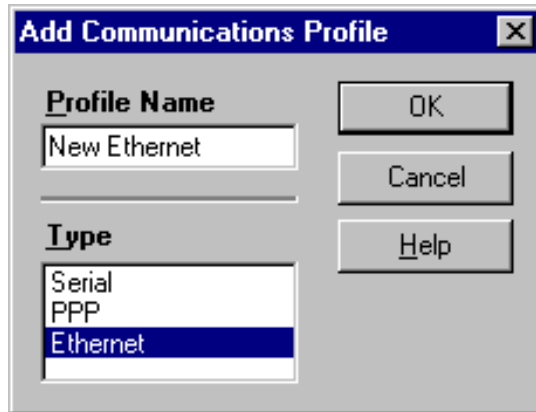 Add Communications Profile
Profile Name
New Ethernet
OK
Cancel
Help
Type
Serial
PPP
Ethernet